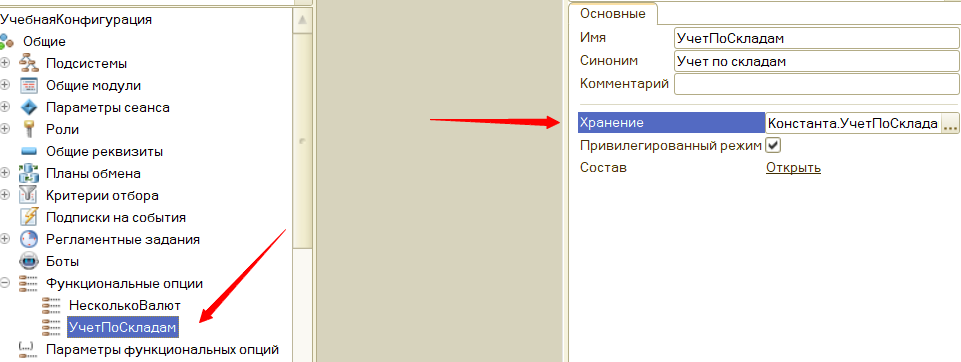 УчебнаяКонфигурация
Общие
Подсистемы
Общие модули
Параметры сеанса
Роли
Общие реквизиты
Планы обмена
Критерии отбора
Подписки на события
Регламентные задания
Боты
Функциональные опции
НесколькоВалют
УчетПоСкладам
Параметры функциональных опций
Основные
Имя УчетПоСкладам
Синоним Учет по складам
Комментарий
Хранение Константа.УчетПоСклада ...
Привилегированный режим
Состав Открыть